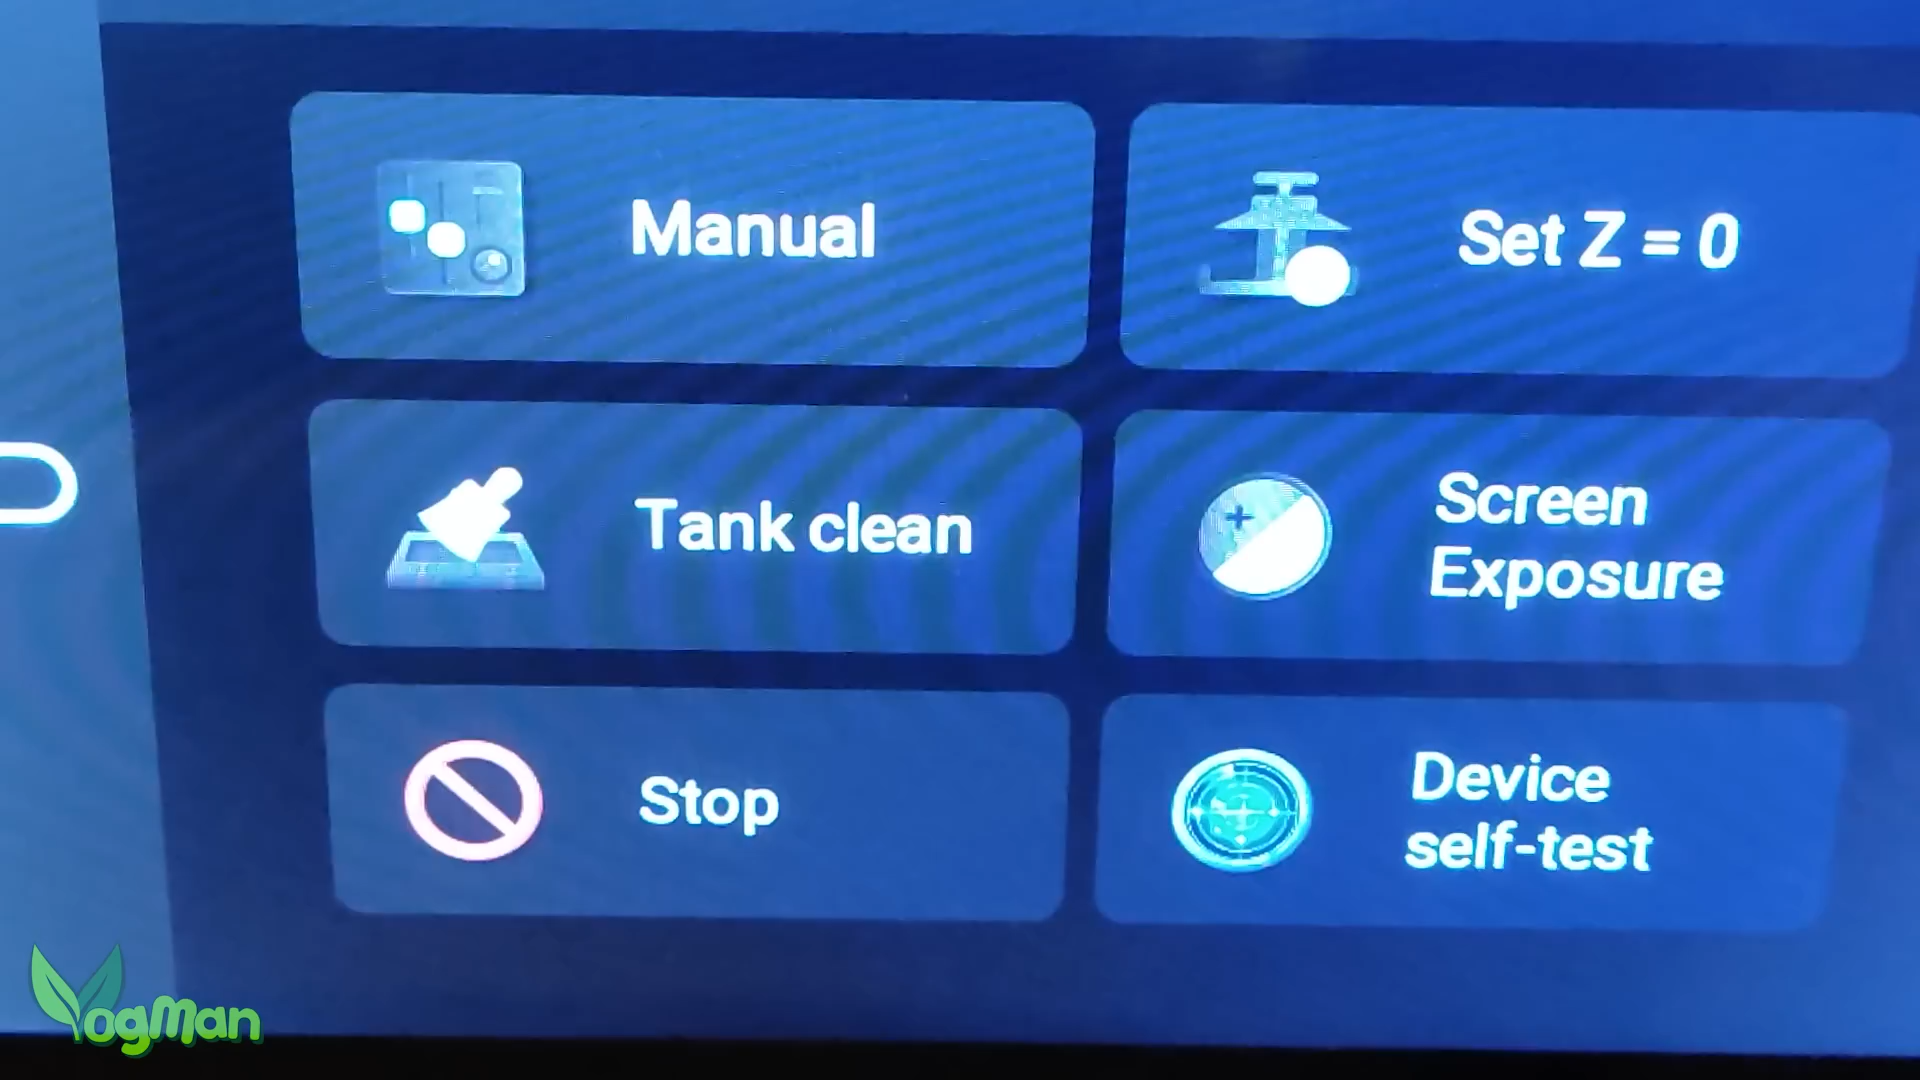 Manual
Set Z = 0
Tank clean
Screen
Exposure
Stop
Device
self-test
YogMan